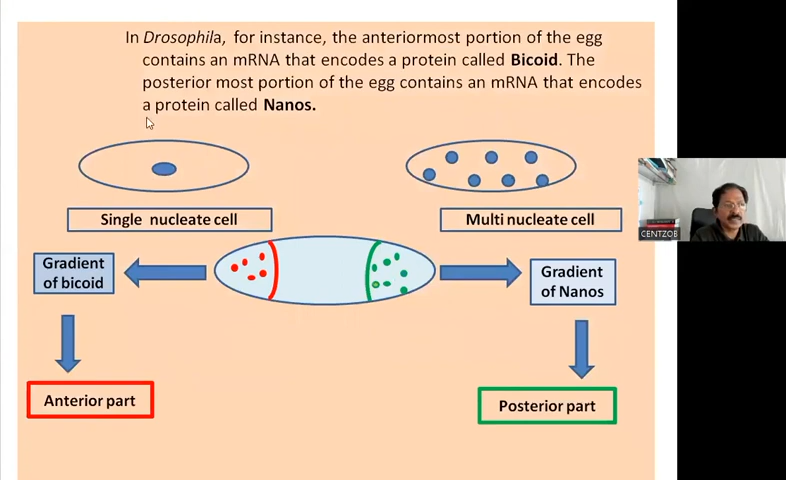 In Drosophila, for instance, the anteriormost portion of the egg
contains an mRNA that encodes a protein called Bicoid. The
posterior most portion of the egg contains an mRNA that encodes
a protein called Nanos.
Single nucleate cell
Multi nucleate cell
CENTZOB
Gradient
of bicoid
Gradient
of Nanos
Anterior part
Posterior part